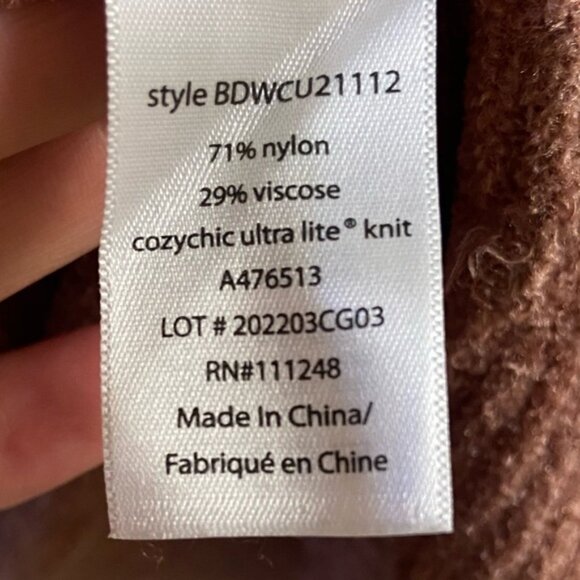 style BDWCU21112
71% nylon
29% viscose
cozychic ultra lite® knit
A476513
LOT # 202203CG03
RN#111248
Made In China/
Fabriqué en Chine